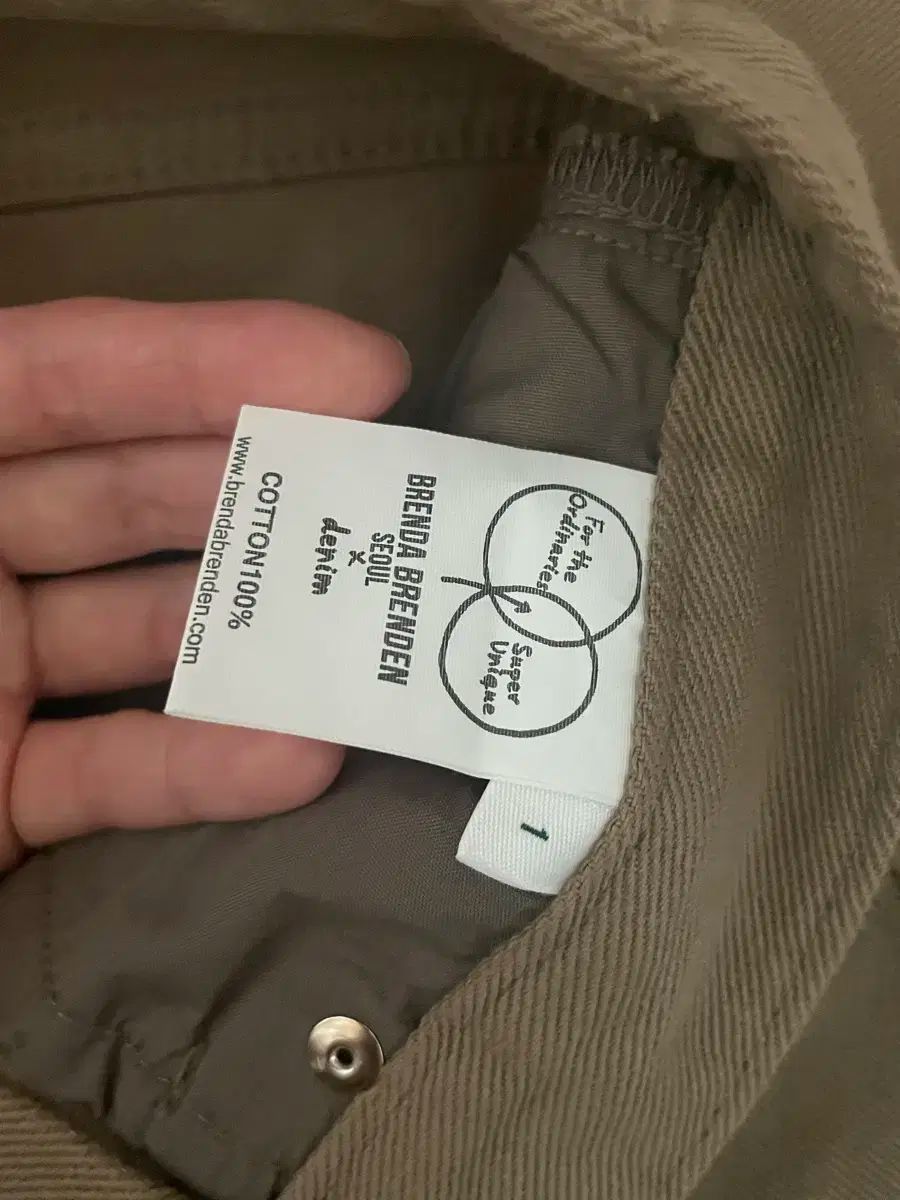 For the
Ordinaries
Super
Unique
BRENDA BRENDEN
SEOUL
x
denim
COTTON100%
www.brendabrenden.com
1